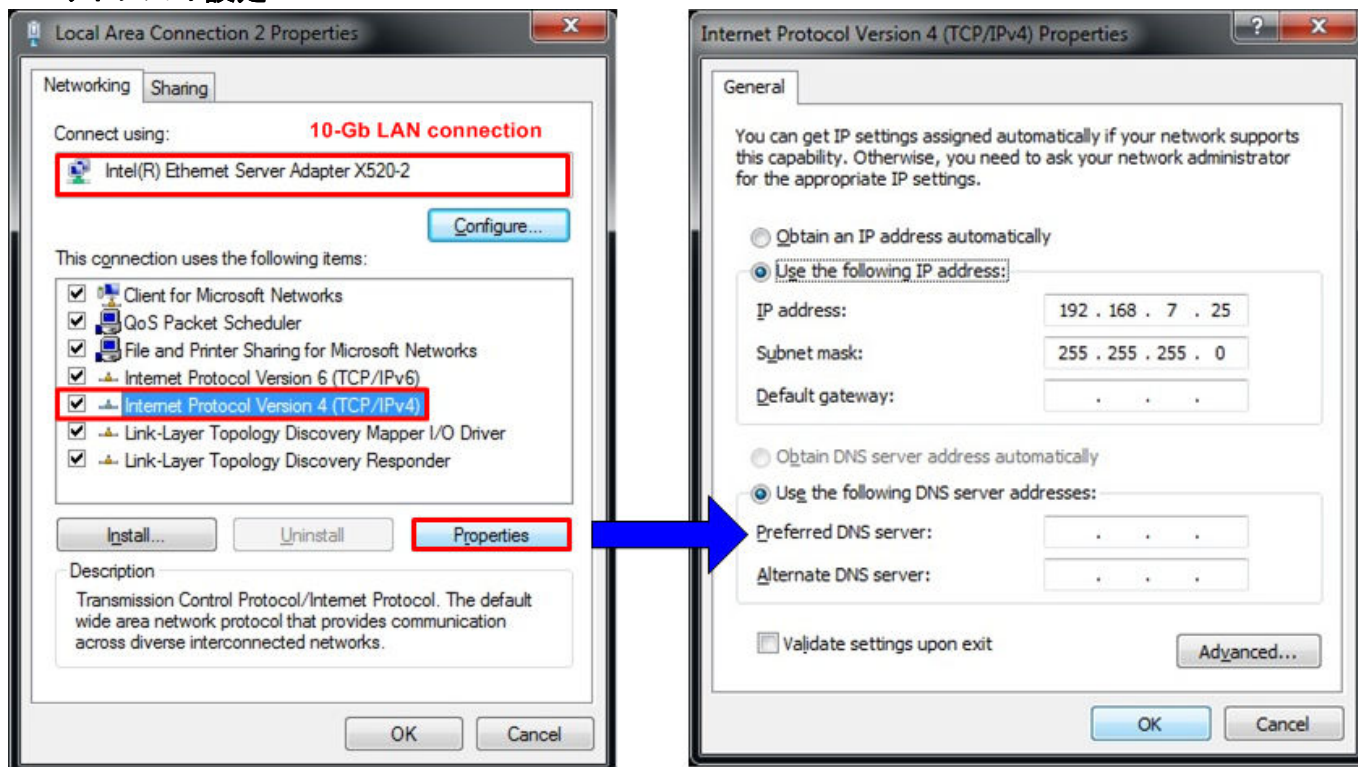 設定
Local Area Connection 2 Properties
Networking
Sharing
Connect using:
10-Gb LAN connection
Intel(R) Ethernet Server Adapter X520-2
Configure...
This connection uses the following items:
Client for Microsoft Networks
QoS Packet Scheduler
File and Printer Sharing for Microsoft Networks
Internet Protocol Version 6 (TCP/IPv6)
Internet Protocol Version 4 (TCP/IPv4)
Link-Layer Topology Discovery Mapper I/O Driver
Link-Layer Topology Discovery Responder
Install...
Uninstall
Properties
Description
Transmission Control Protocol/Internet Protocol. The default
wide area network protocol that provides communication
across diverse interconnected networks.
OK
Cancel
Internet Protocol Version 4 (TCP/IPv4) Properties
General
You can get IP settings assigned automatically if your network supports
this capability. Otherwise, you need to ask your network administrator
for the appropriate IP settings.
Obtain an IP address automatically
Use the following IP address:
IP address: 192 . 168 . 7 . 25
Subnet mask: 255 . 255 . 255 . 0
Default gateway: . . .
Obtain DNS server address automatically
Use the following DNS server addresses:
Preferred DNS server: . . .
Alternate DNS server: . . .
Validate settings upon exit
Advanced...
OK
Cancel